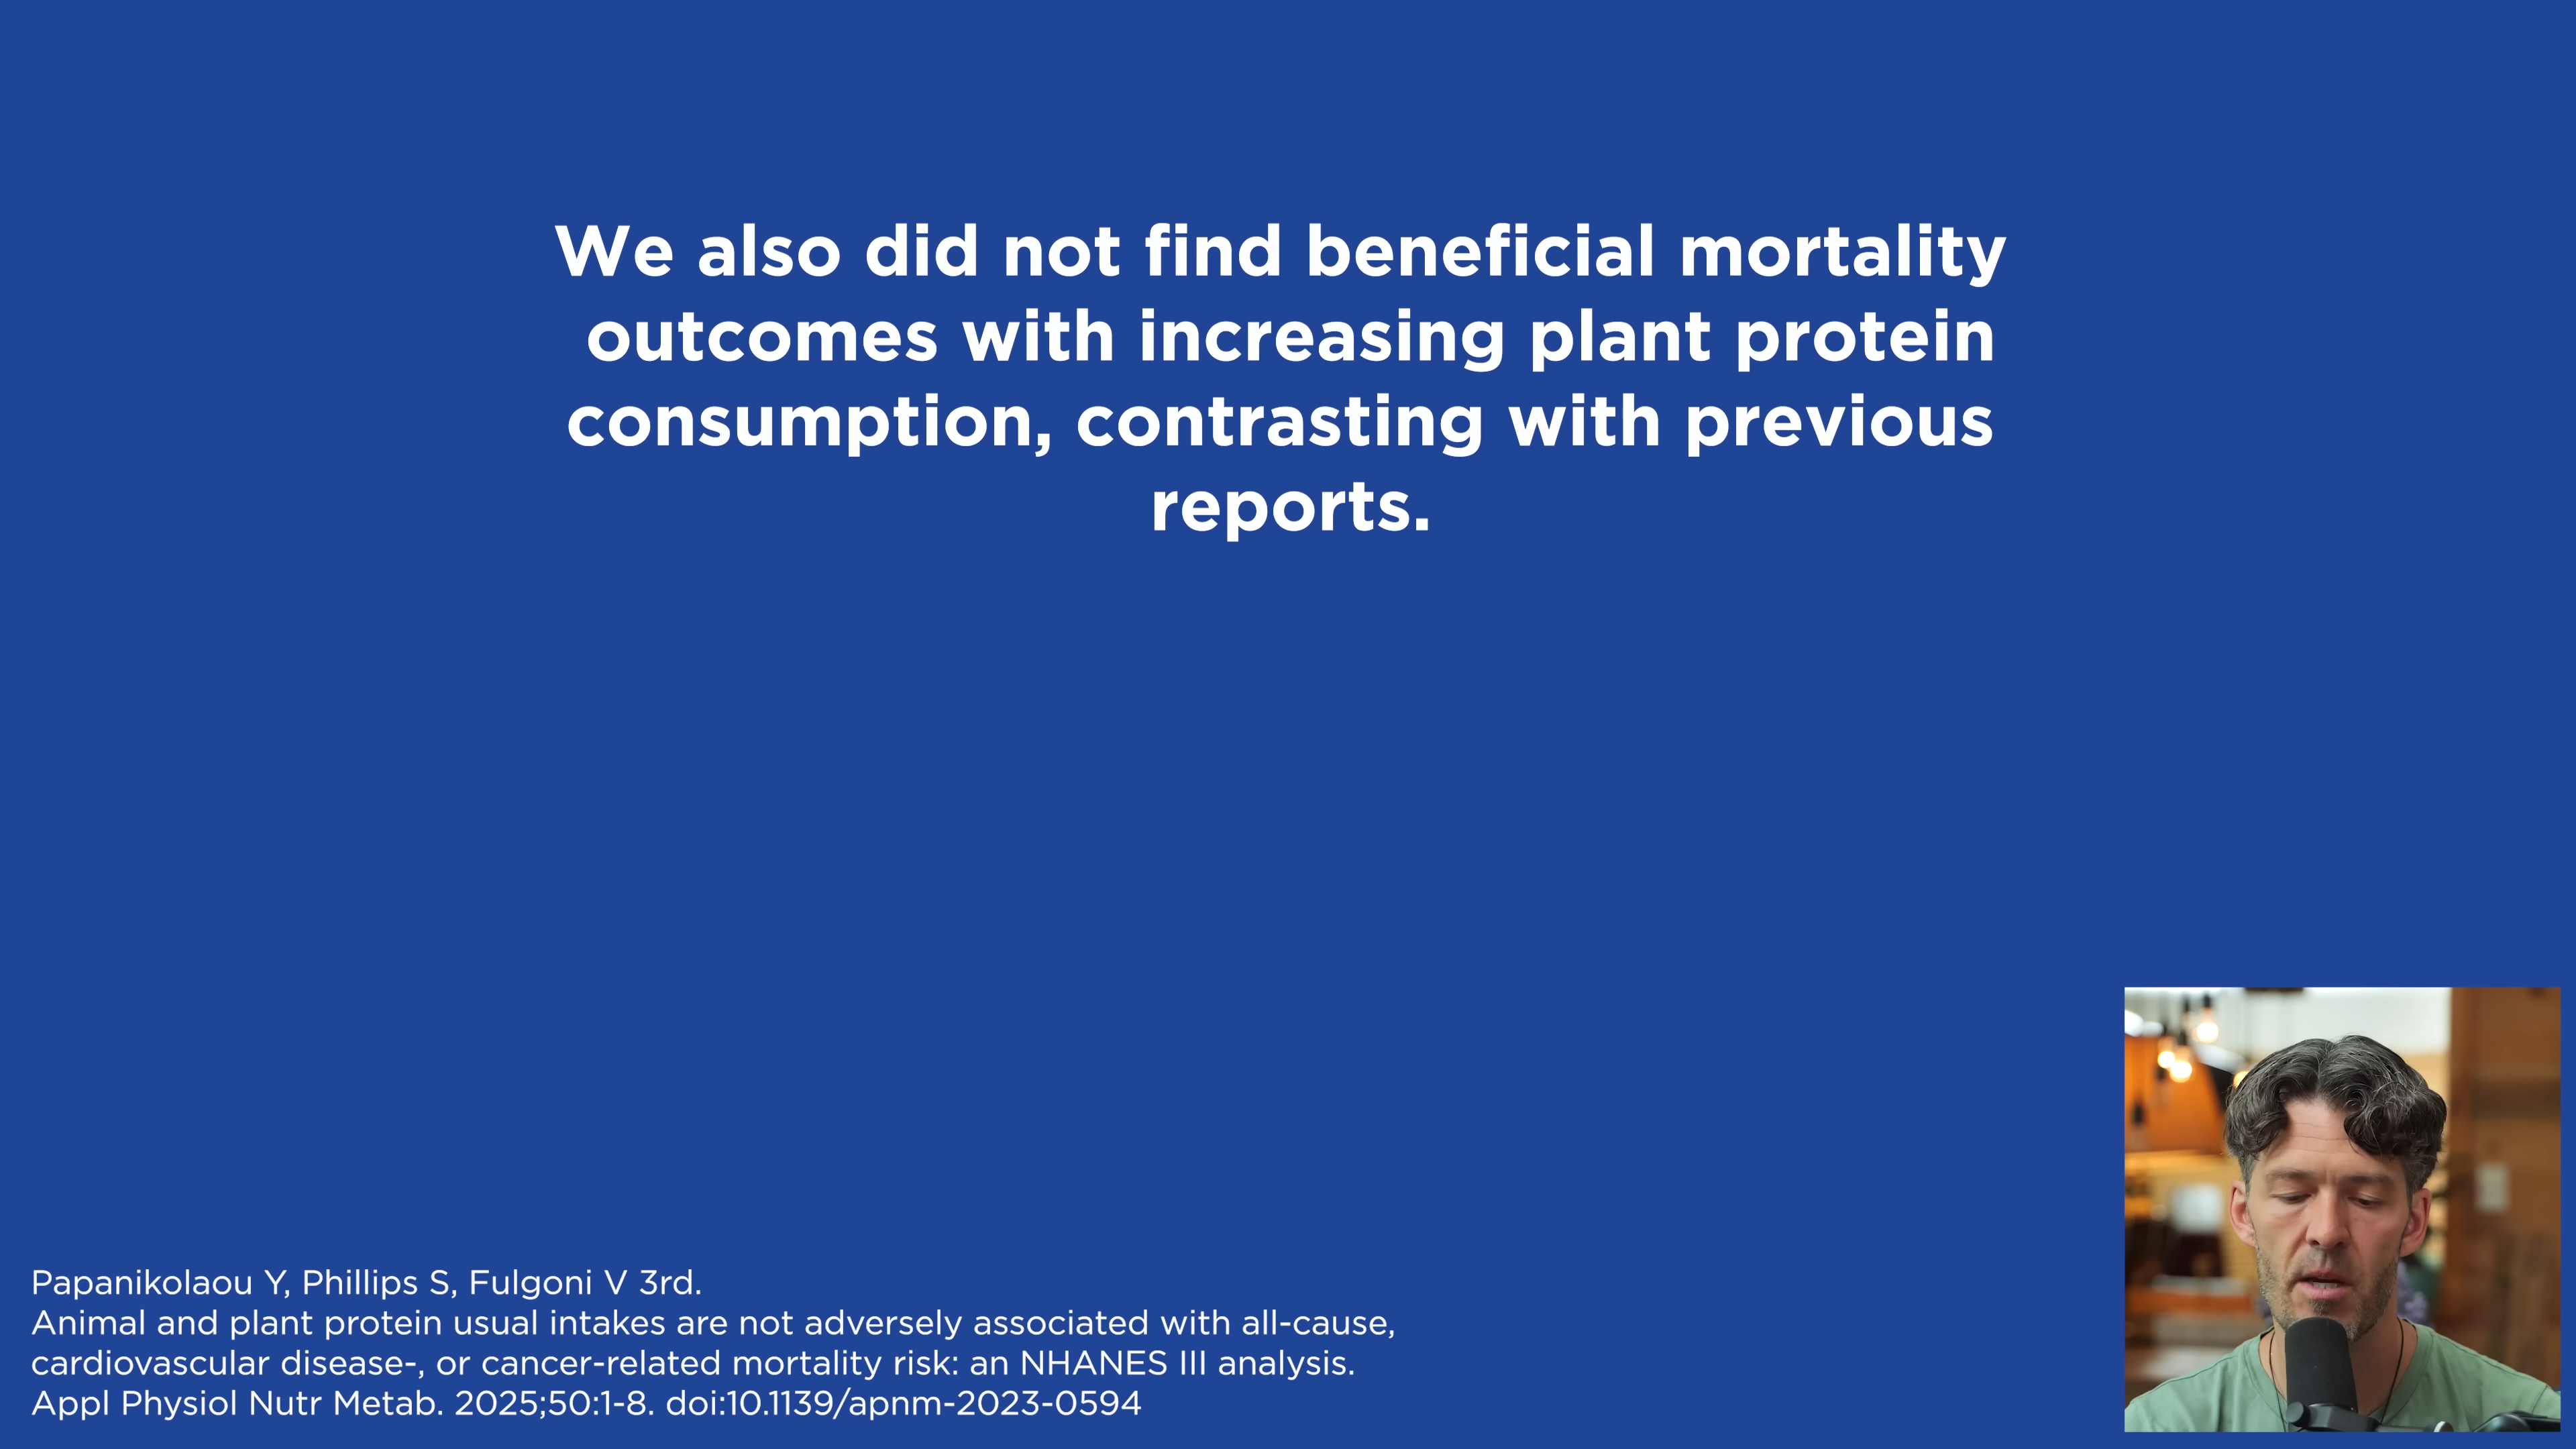 We also did not find beneficial mortality
outcomes with increasing plant protein
consumption, contrasting with previous
reports.
Papanikolaou Y, Phillips S, Fulgoni V 3rd.
Animal and plant protein usual intakes are not adversely associated with all-cause,
cardiovascular disease-, or cancer-related mortality risk: an NHANES III analysis.
Appl Physiol Nutr Metab. 2025;50:1-8. doi:10.1139/apnm-2023-0594